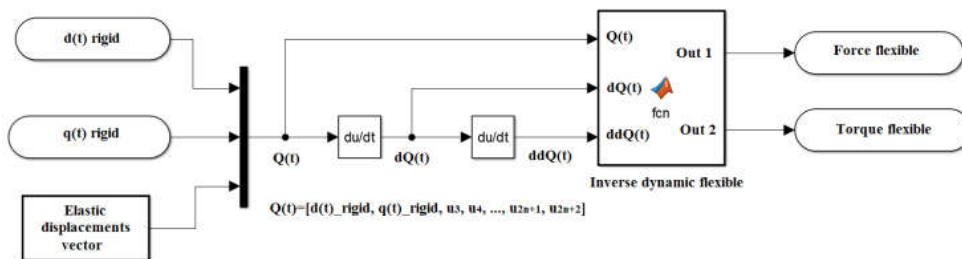 d(t) rigid
q(t) rigid
Elastic
displacements
vector
Q(t)
du/dt
dQ(t)
du/dt
ddQ(t)
Q(t)=[d(t)_rigid, q(t)_rigid, u3, u4, ..., u2n+1, u2n+2]
Q(t)
dQ(t)
ddQ(t)
fcn
Out 1
Out 2
Inverse dynamic flexible
Force flexible
Torque flexible